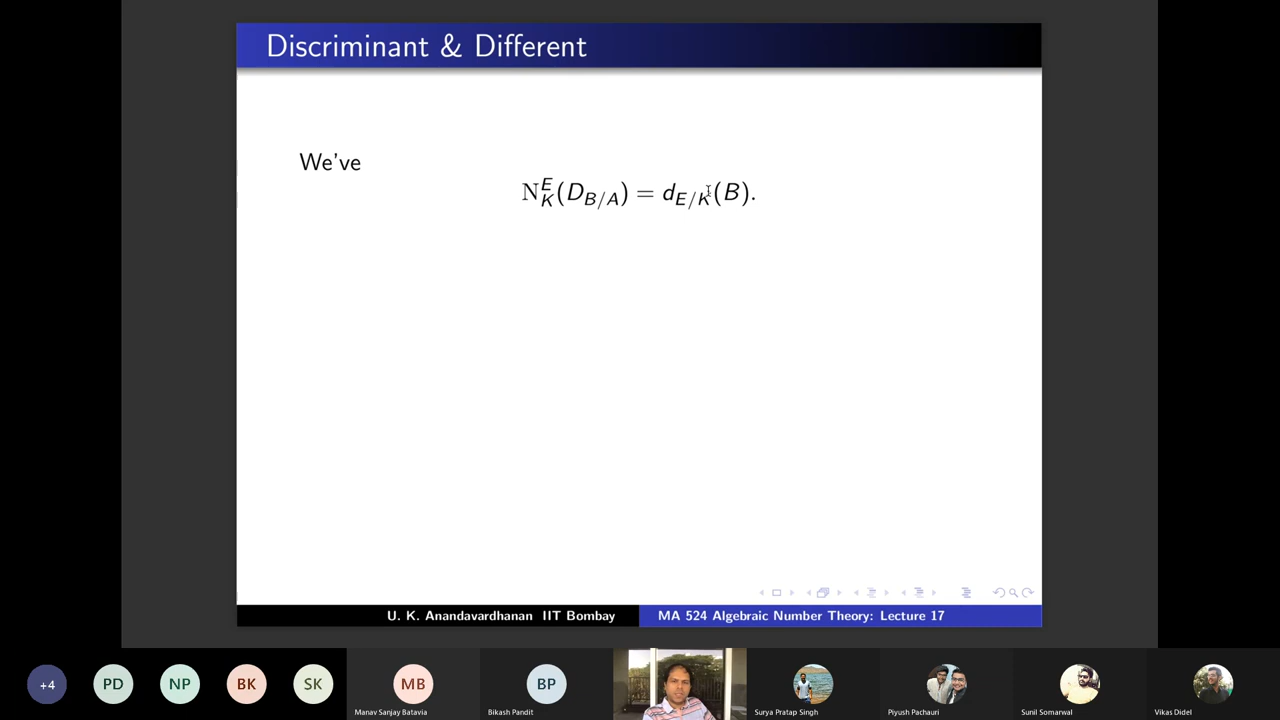 Discriminant & Different
We've
N^E_K(D_{B/A}) = d_{E/K}(B).
U. K. Anandavardhanan IIT Bombay
MA 524 Algebraic Number Theory: Lecture 17
+4
PD
NP
BK
SK
MB
BP
Manav Sanjay Batavia
Bikash Pandit
Surya Pratap Singh
Piyush Pachauri
Sunil Somarwal
Vikas Didel